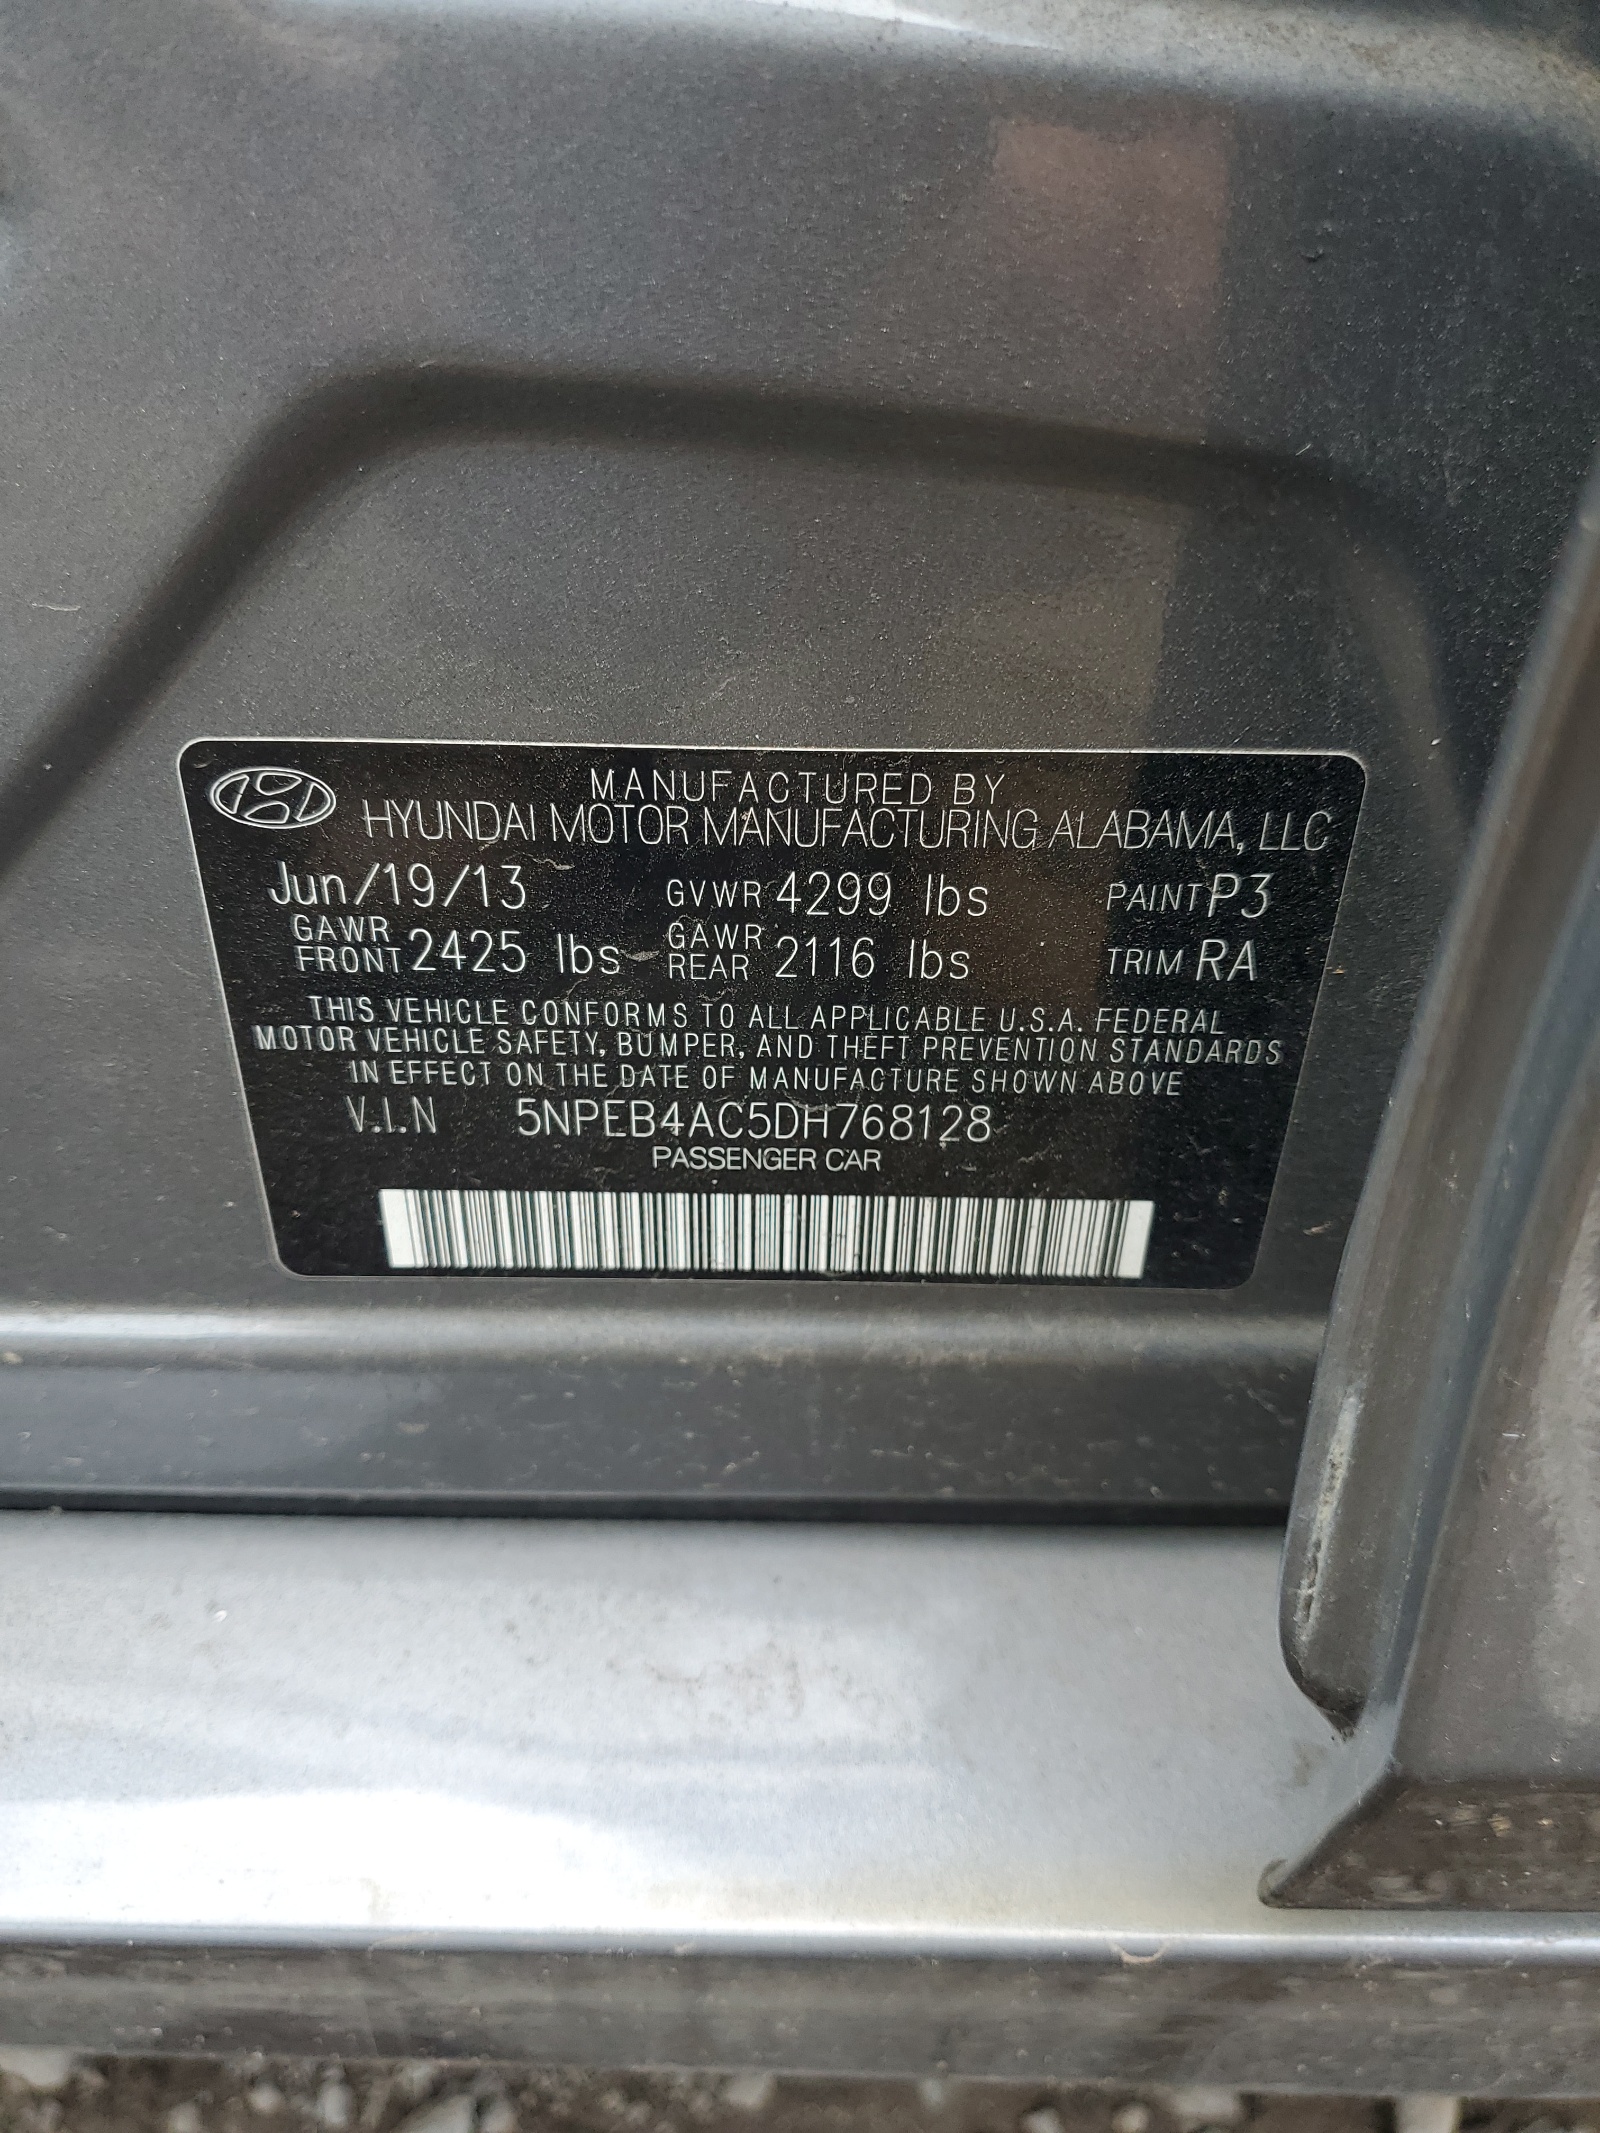 MANUFACTURED BY
HYUNDAI MOTOR MANUFACTURING ALABAMA, LLC
Jun/19/13 GVWR 4299 lbs PAINT P3
GAWR FRONT 2425 lbs GAWR REAR 2116 lbs TRIM RA
THIS VEHICLE CONFORMS TO ALL APPLICABLE U.S.A. FEDERAL
MOTOR VEHICLE SAFETY, BUMPER, AND THEFT PREVENTION STANDARDS
IN EFFECT ON THE DATE OF MANUFACTURE SHOWN ABOVE
V.I.N 5NPEB4AC5DH768128
PASSENGER CAR